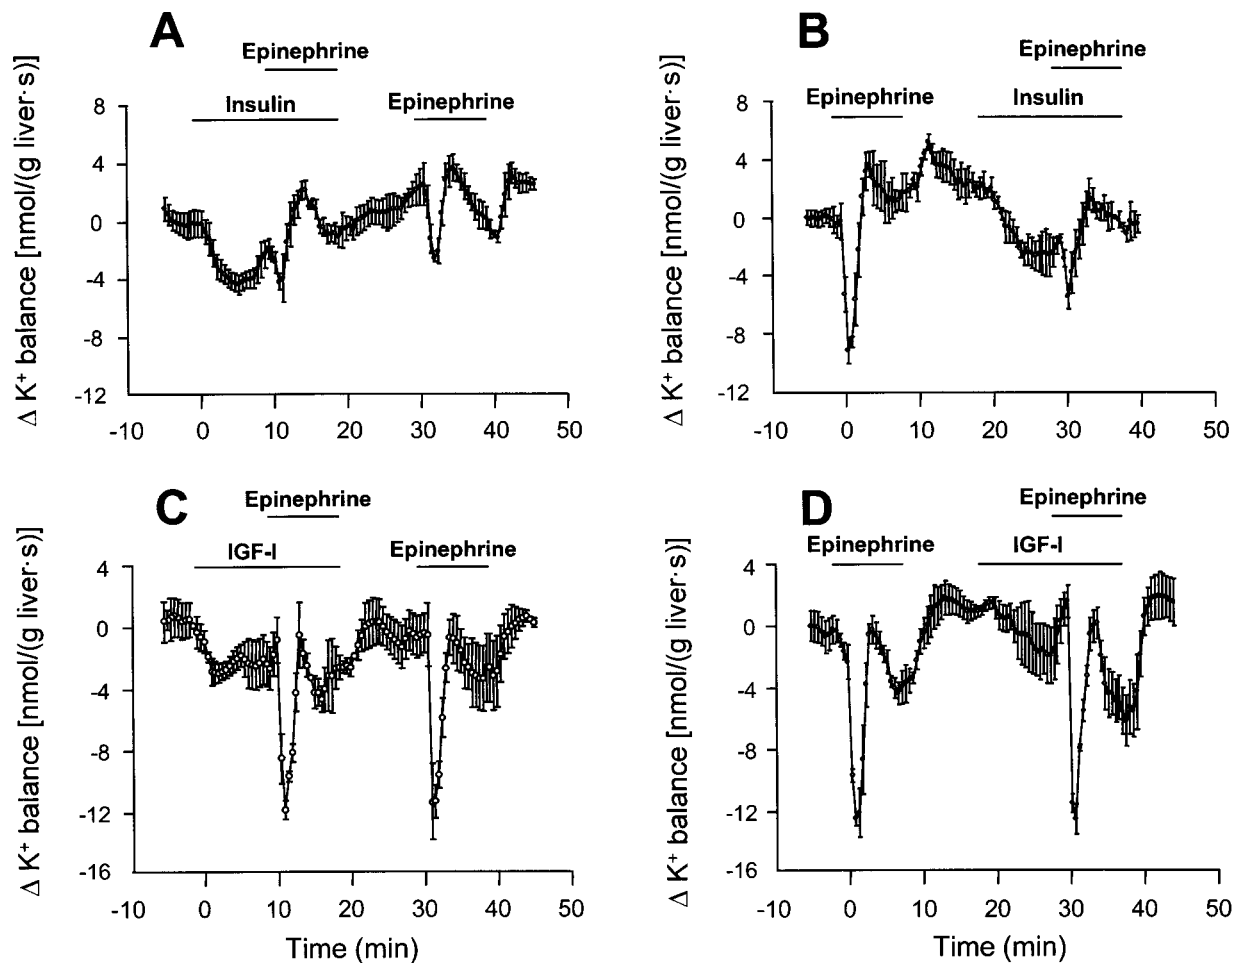 A
Epinephrine
Insulin
Epinephrine
Δ K⁺ balance [nmol/(g liver·s)]
8
4
0
-4
-8
-12
-10 0 10 20 30 40 50
B
Epinephrine
Epinephrine
Insulin
Δ K⁺ balance [nmol/(g liver·s)]
8
4
0
-4
-8
-12
-10 0 10 20 30 40 50
C
Epinephrine
IGF-I
Epinephrine
Δ K⁺ balance [nmol/(g liver·s)]
4
0
-4
-8
-12
-16
-10 0 10 20 30 40 50
Time (min)
D
Epinephrine
Epinephrine
IGF-I
Δ K⁺ balance [nmol/(g liver·s)]
4
0
-4
-8
-12
-16
-10 0 10 20 30 40 50
Time (min)